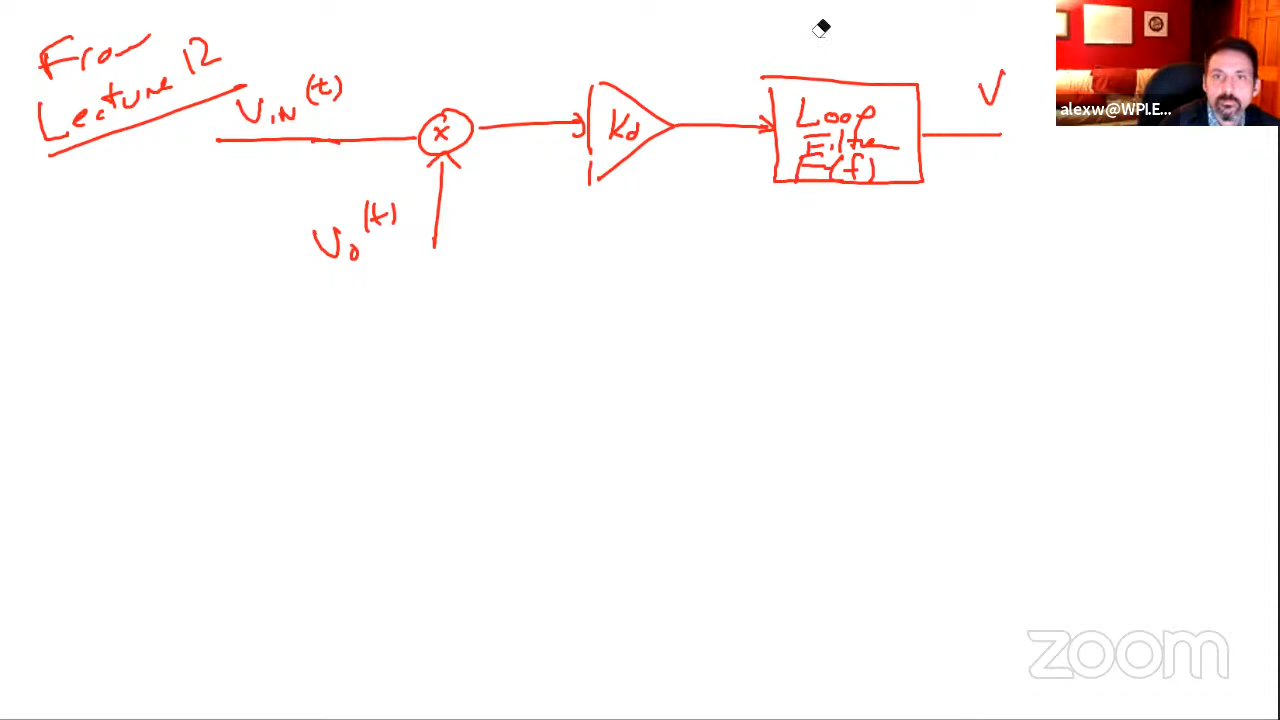 From
Lecture 12
VIN(t)
x
Kd
Loop
Filter
F(f)
V
Vo(t)
alexw@WPI.E...
zoom